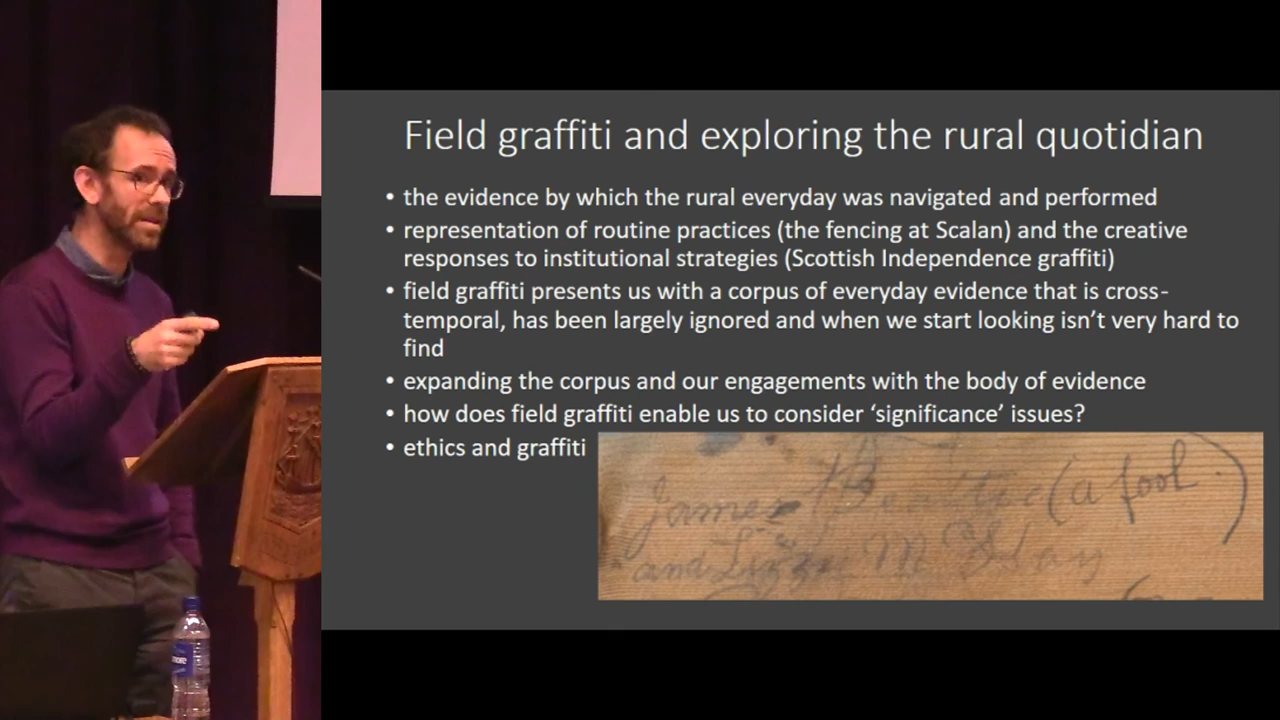 Field graffiti and exploring the rural quotidian
• the evidence by which the rural everyday was navigated and performed
• representation of routine practices (the fencing at Scalan) and the creative
responses to institutional strategies (Scottish Independence graffiti)
• field graffiti presents us with a corpus of everyday evidence that is cross-
temporal, has been largely ignored and when we start looking isn’t very hard to
find
• expanding the corpus and our engagements with the body of evidence
• how does field graffiti enable us to consider ‘significance’ issues?
• ethics and graffiti
James (a fool)
and Lizzie